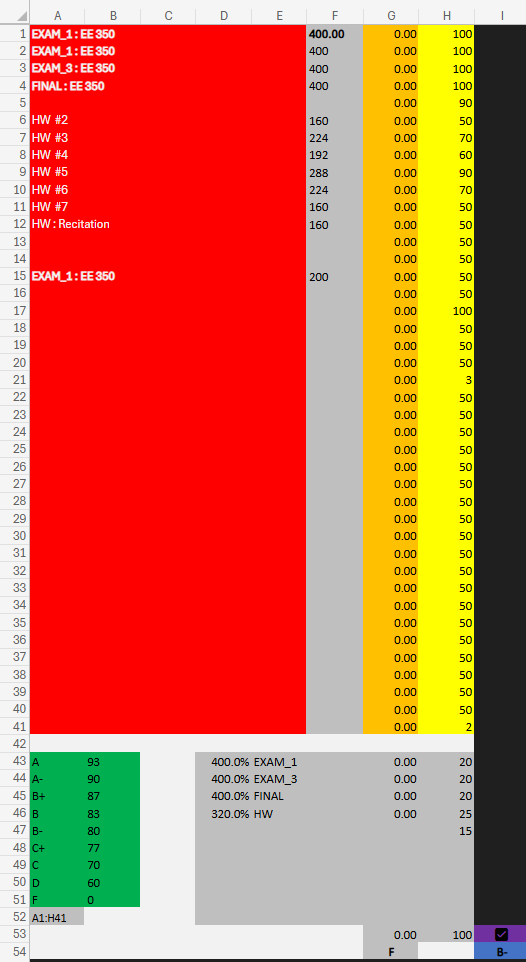 A B C D E F G H I
1 EXAM_1 : EE 350 400.00 0.00 100
2 EXAM_1 : EE 350 400 0.00 100
3 EXAM_3 : EE 350 400 0.00 100
4 FINAL : EE 350 400 0.00 100
5 0.00 90
6 HW #2 160 0.00 50
7 HW #3 224 0.00 70
8 HW #4 192 0.00 60
9 HW #5 288 0.00 90
10 HW #6 224 0.00 70
11 HW #7 160 0.00 50
12 HW : Recitation 160 0.00 50
13 0.00 50
14 0.00 50
15 EXAM_1 : EE 350 200 0.00 50
16 0.00 50
17 0.00 100
18 0.00 50
19 0.00 50
20 0.00 50
21 0.00 3
22 0.00 50
23 0.00 50
24 0.00 50
25 0.00 50
26 0.00 50
27 0.00 50
28 0.00 50
29 0.00 50
30 0.00 50
31 0.00 50
32 0.00 50
33 0.00 50
34 0.00 50
35 0.00 50
36 0.00 50
37 0.00 50
38 0.00 50
39 0.00 50
40 0.00 50
41 0.00 2
42
43 A 93 400.0% EXAM_1 0.00 20
44 A- 90 400.0% EXAM_3 0.00 20
45 B+ 87 400.0% FINAL 0.00 20
46 B 83 320.0% HW 0.00 25
47 B- 80 15
48 C+ 77
49 C 70
50 D 60
51 F 0
52 A1:H41
53 0.00 100
54 F B-